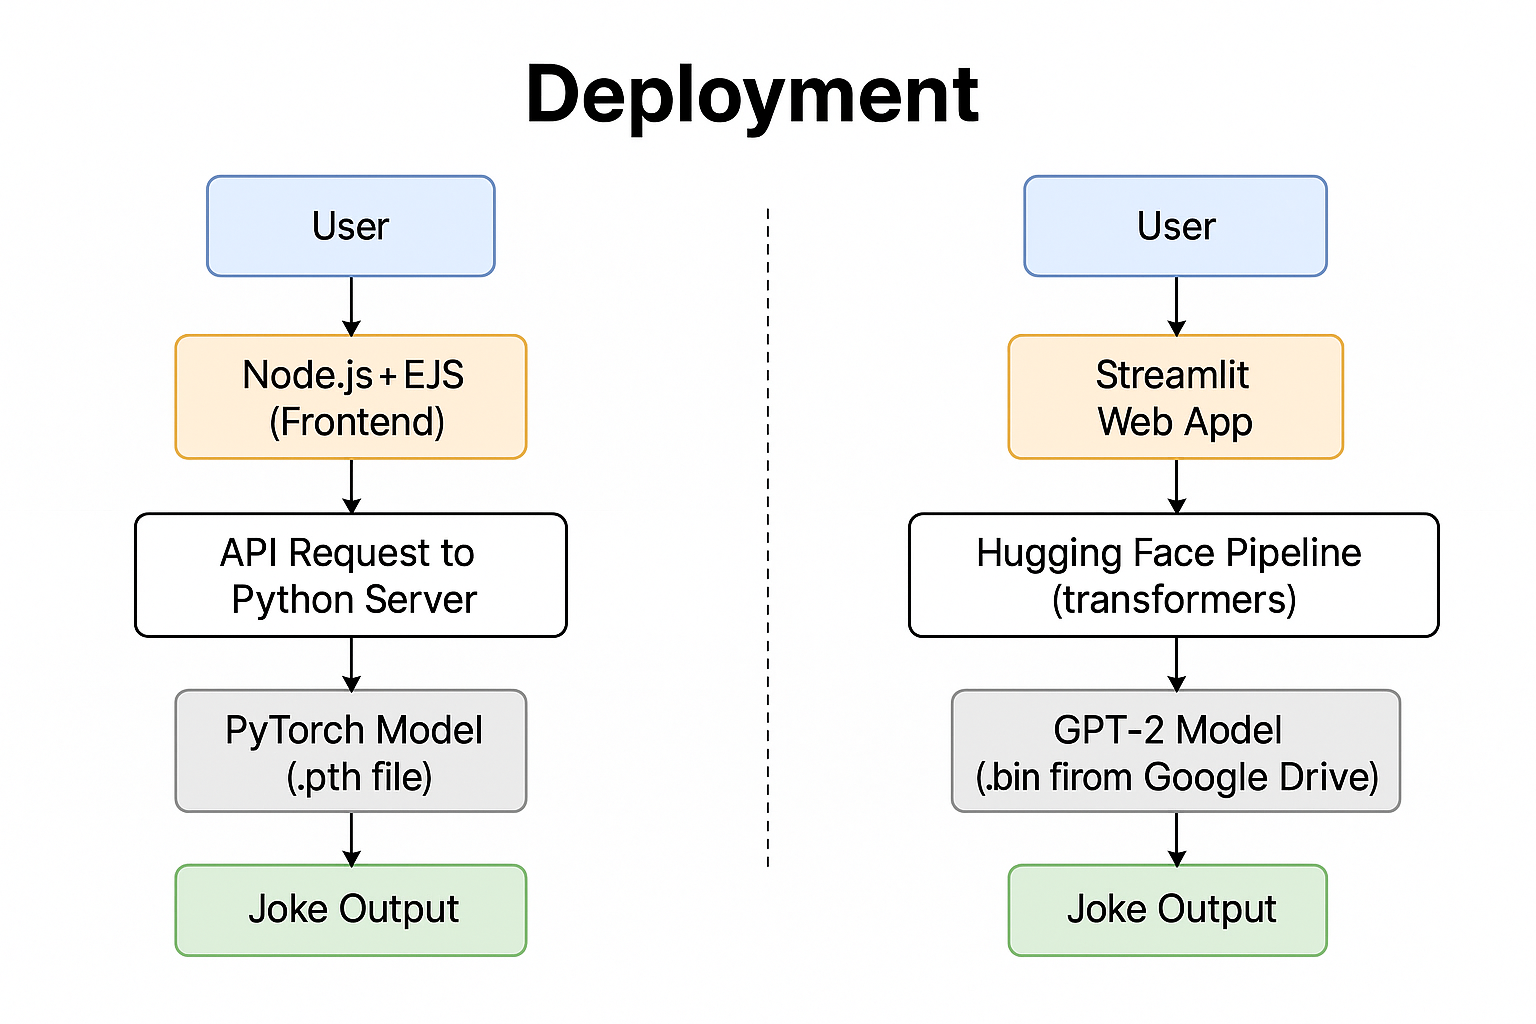 Deployment
User
Node.js + EJS
(Frontend)
API Request to
Python Server
PyTorch Model
(.pth file)
Joke Output
User
Streamlit
Web App
Hugging Face Pipeline
(transformers)
GPT-2 Model
(.bin firom Google Drive)
Joke Output